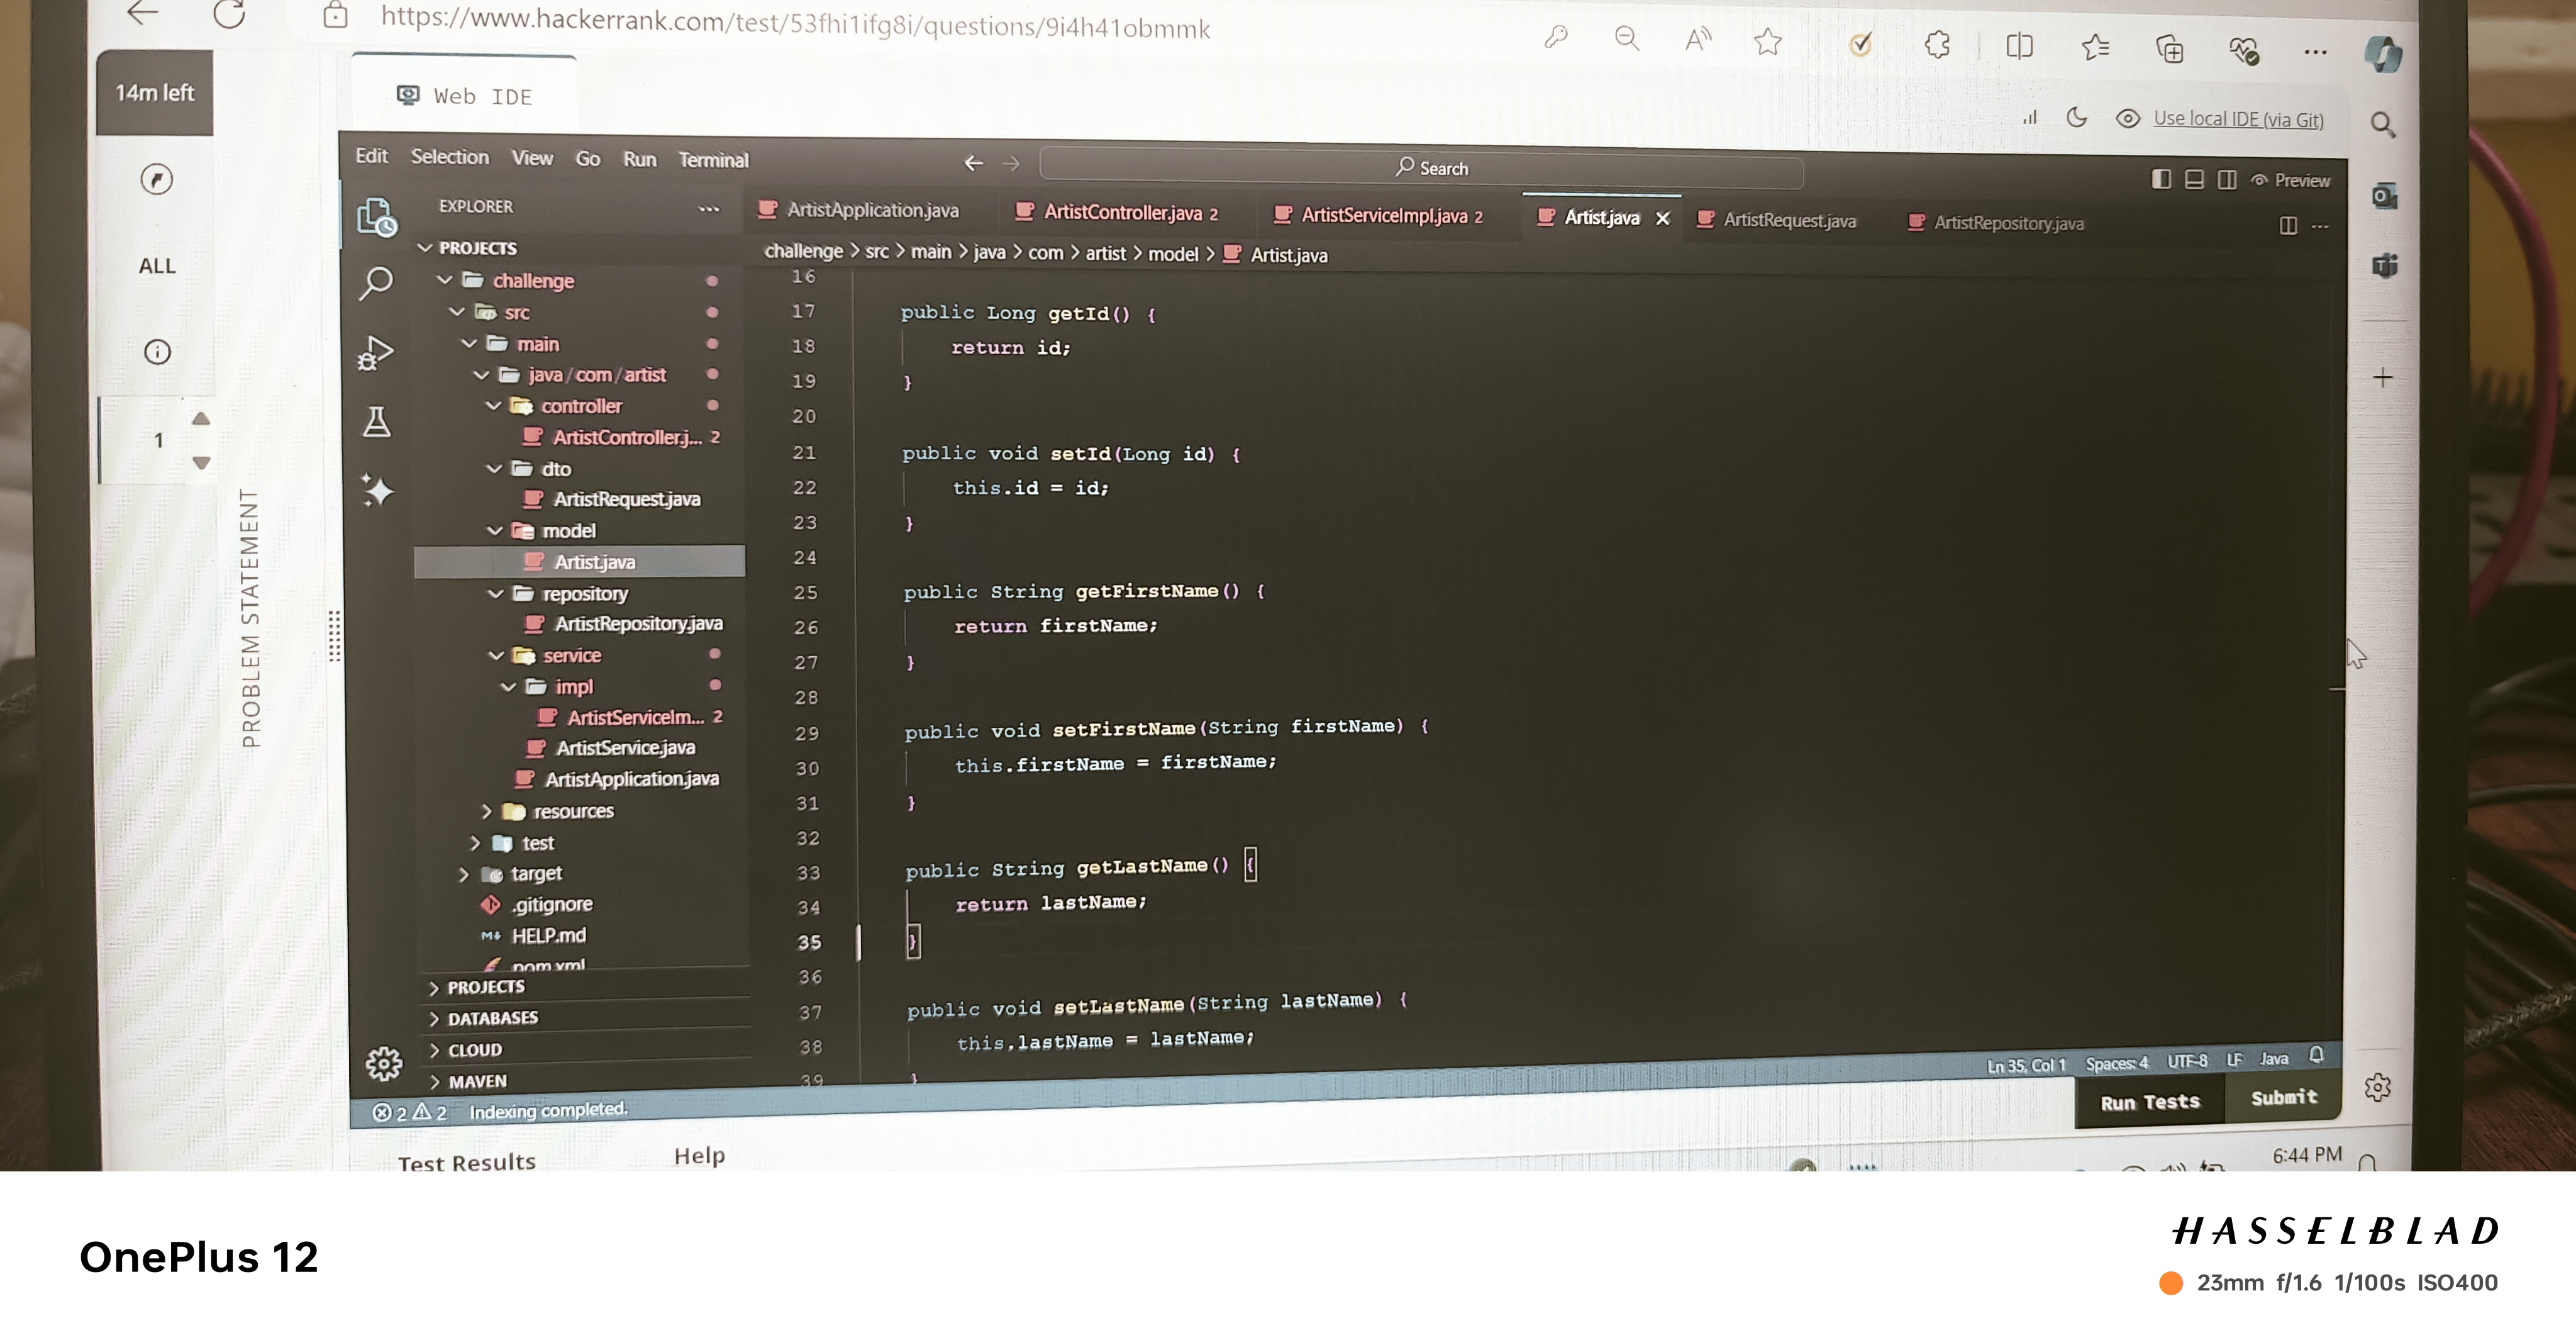 https://www.hackerrank.com/test/53fhi1ifg8i/questions/9i4h41obmmk
14m left
Web IDE
Use local IDE (via Git)
Edit Selection View Go Run Terminal
Search
Preview
EXPLORER
ArtistApplication.java
ArtistController.java 2
ArtistServiceImpl.java 2
Artist.java
ArtistRequest.java
ArtistRepository.java
challenge > src > main > java > com > artist > model > Artist.java
ALL
1
PROBLEM STATEMENT
PROJECTS
challenge
src
main
java/com/artist
controller
ArtistController.j... 2
dto
ArtistRequest.java
model
Artist.java
repository
ArtistRepository.java
service
impl
ArtistServiceIm... 2
ArtistService.java
ArtistApplication.java
resources
test
target
.gitignore
HELP.md
pom.xml
PROJECTS
DATABASES
CLOUD
MAVEN
16
17 public Long getId() {
18 return id;
19 }
20
21 public void setId(Long id) {
22 this.id = id;
23 }
24
25 public String getFirstName() {
26 return firstName;
27 }
28
29 public void setFirstName(String firstName) {
30 this.firstName = firstName;
31 }
32
33 public String getLastName() {
34 return lastName;
35 }
36
37 public void setLastName(String lastName) {
38 this.lastName = lastName;
39 }
2 2 Indexing completed.
Ln 35, Col 1 Spaces: 4 UTF-8 LF Java
Run Tests
Submit
Test Results
Help
6:44 PM
OnePlus 12
HASSELBLAD
23mm f/1.6 1/100s ISO400